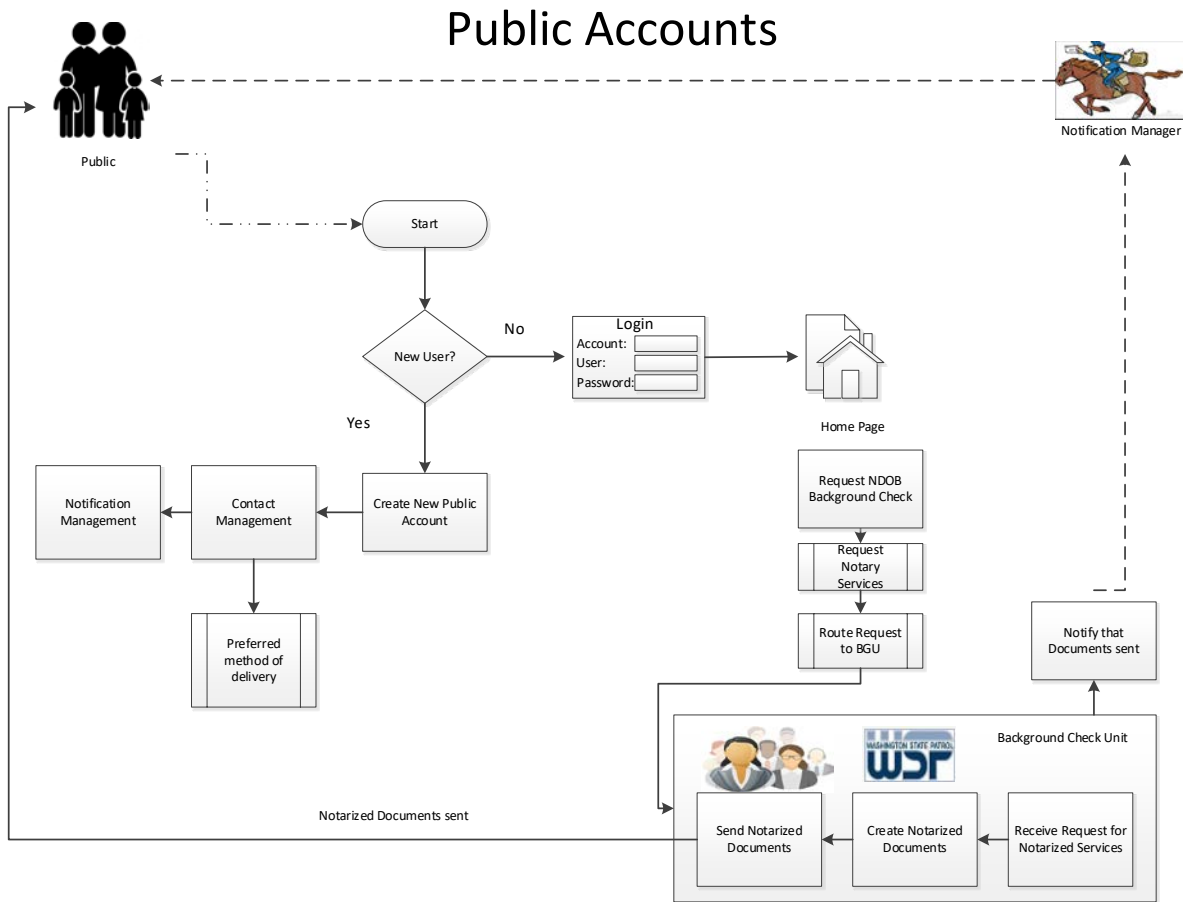 Public Accounts
Public
Notification Manager
Start
New User?
No
Yes
Login
Account:
User:
Password:
Home Page
Notification
Management
Contact
Management
Create New Public
Account
Preferred
method of
delivery
Request NDOB
Background Check
Request
Notary
Services
Route Request
to BGU
Notify that
Documents sent
Background Check Unit
WASHINGTON STATE PATROL
WSP
Notarized Documents sent
Send Notarized
Documents
Create Notarized
Documents
Receive Request for
Notarized Services